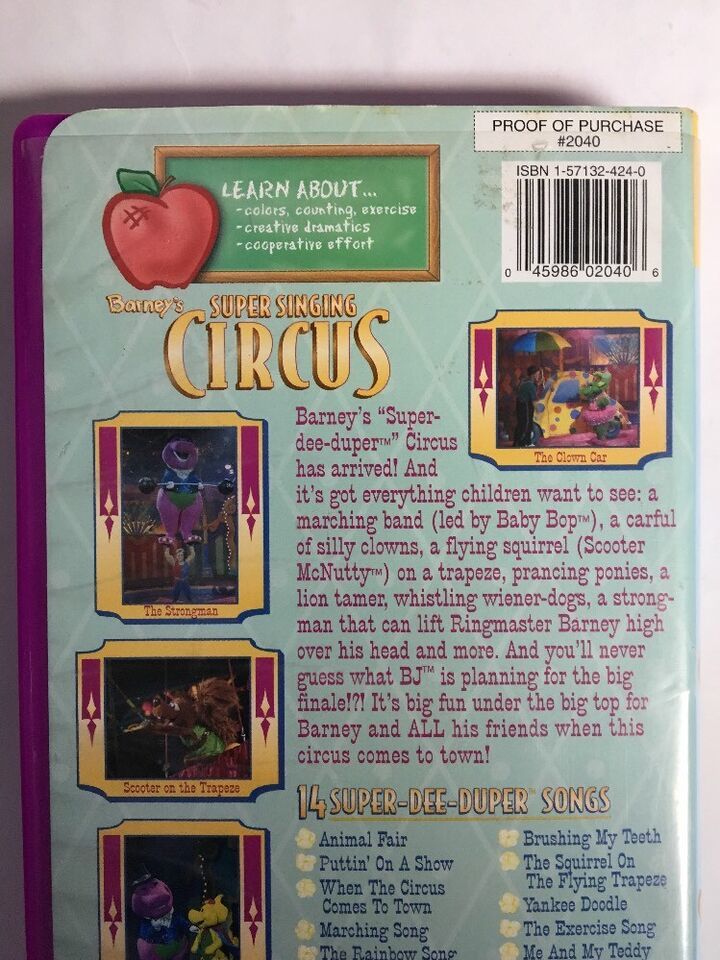 PROOF OF PURCHASE
#2040
ISBN 1-57132-424-0
0 45986 02040 6
LEARN ABOUT...
-colors, counting, exercise
-creative dramatics
-cooperative effort
Barney's SUPER SINGING
CIRCUS
The Clown Car
The Strongman
Scooter on the Trapeze
Barney's "Super-
dee-duper™" Circus
has arrived! And
it's got everything children want to see: a
marching band (led by Baby Bop™), a carful
of silly clowns, a flying squirrel (Scooter
McNutty™) on a trapeze, prancing ponies, a
lion tamer, whistling wiener-dogs, a strong-
man that can lift Ringmaster Barney high
over his head and more. And you'll never
guess what BJ™ is planning for the big
finale!?! It's big fun under the big top for
Barney and ALL his friends when this
circus comes to town!
14 SUPER-DEE-DUPER™ SONGS
Animal Fair
Puttin' On A Show
When The Circus
Comes To Town
Marching Song
The Rainbow Song
Brushing My Teeth
The Squirrel On
The Flying Trapeze
Yankee Doodle
The Exercise Song
Me And My Teddy